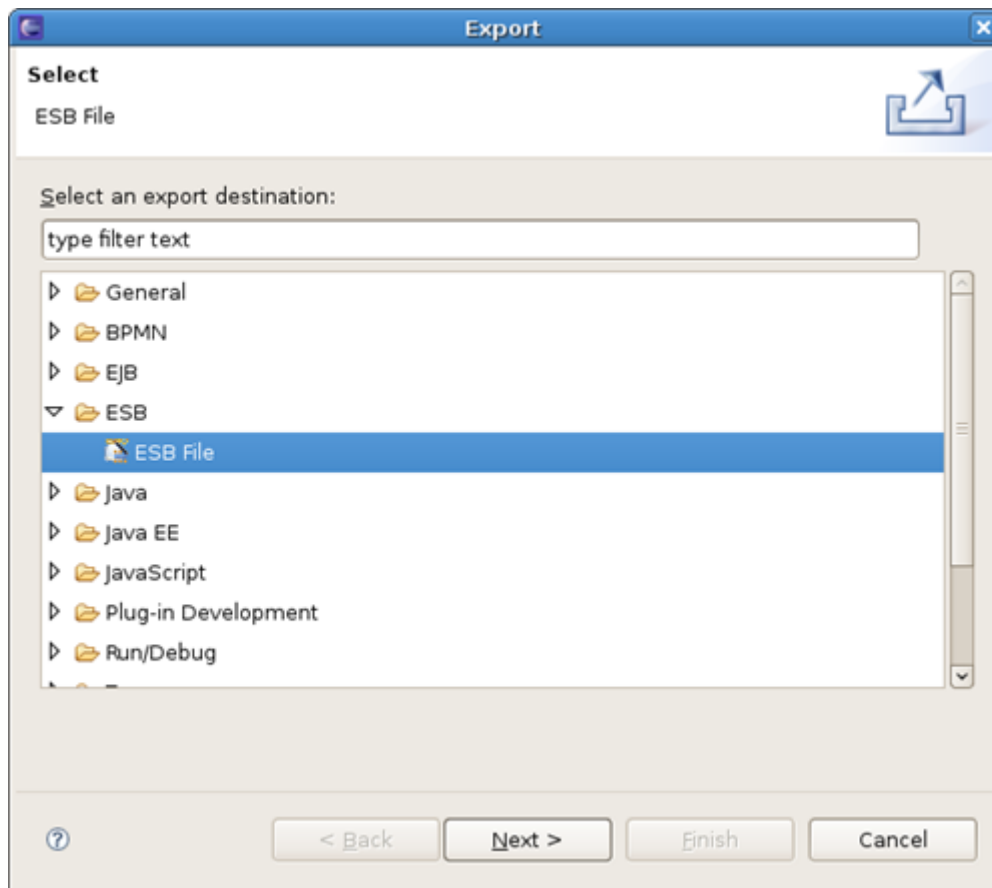 Export
Select
ESB File
Select an export destination:
type filter text
General
BPMN
EJB
ESB
ESB File
Java
Java EE
JavaScript
Plug-in Development
Run/Debug
< Back Next > Finish Cancel